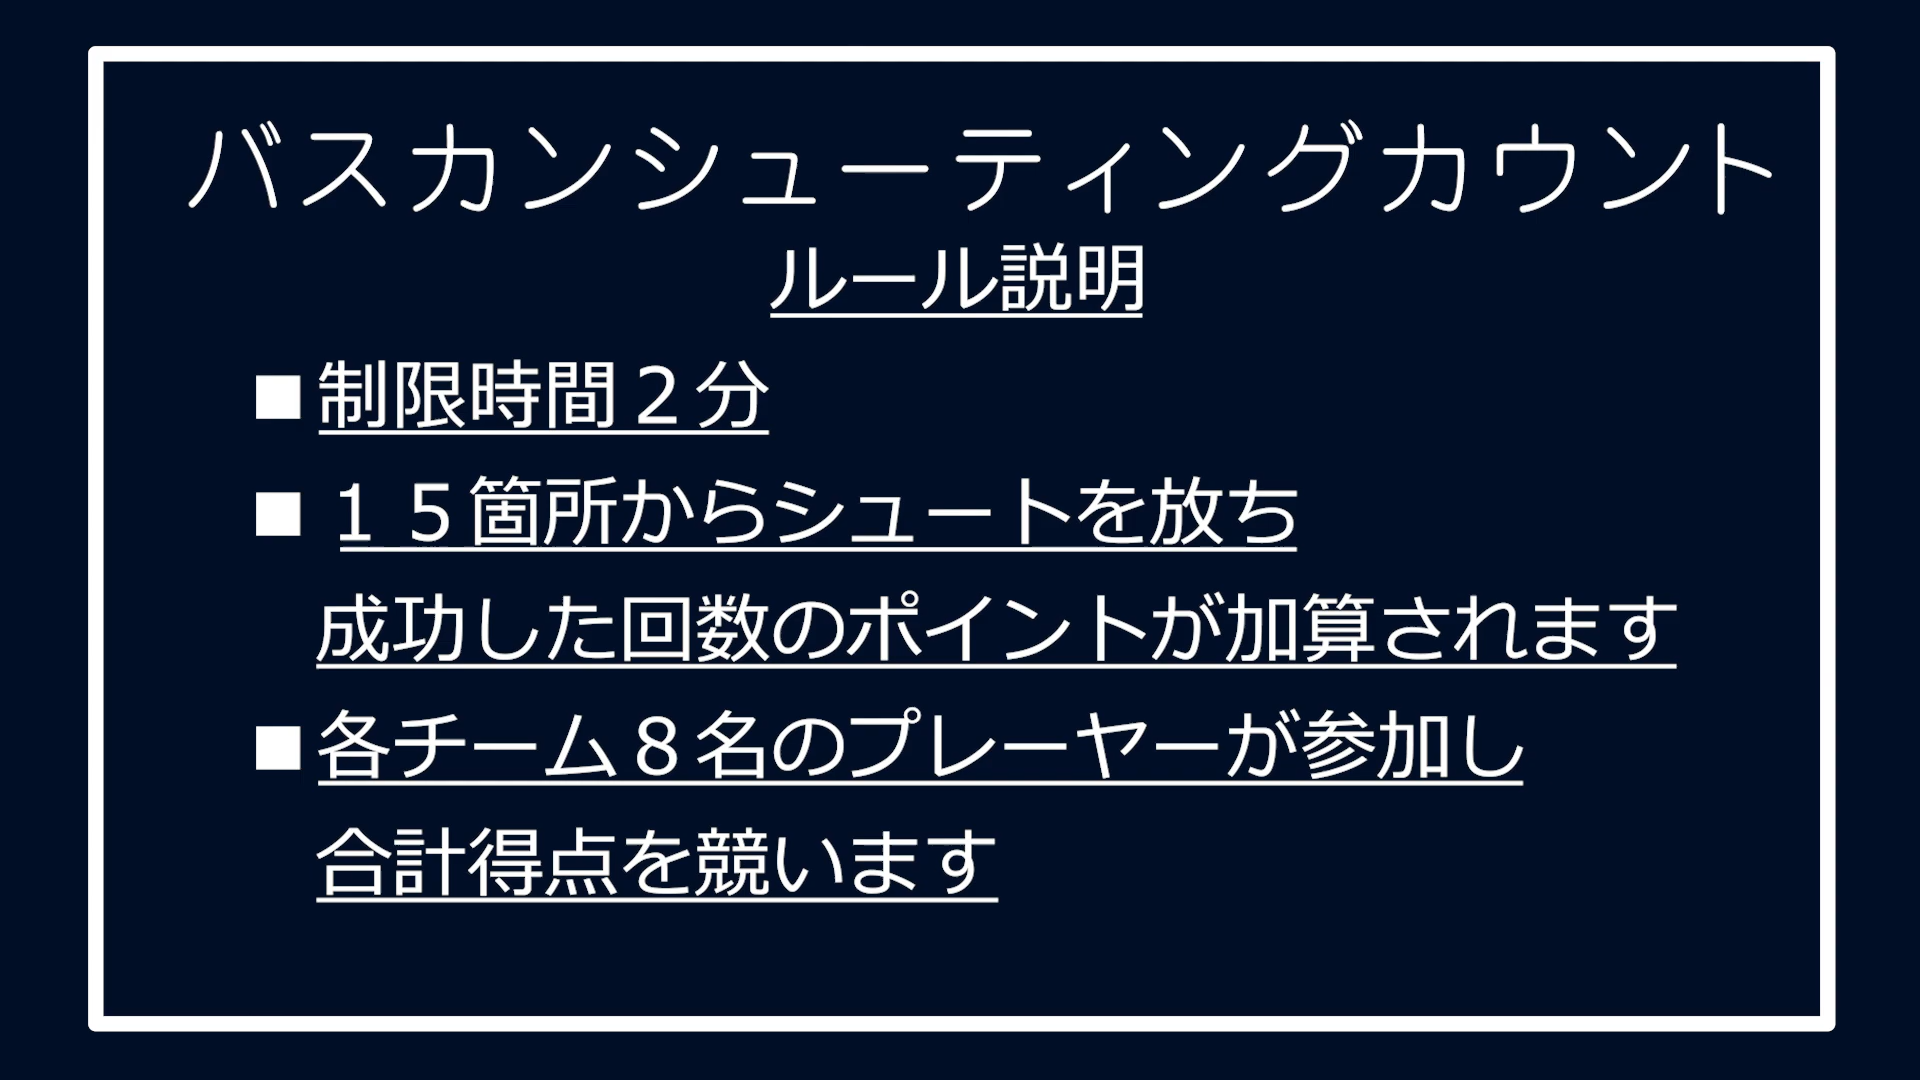 バスカンシューティングカウント
ルール説明
■制限時間２分
■１５箇所からシュートを放ち
成功した回数のポイントが加算されます
■各チーム８名のプレーヤーが参加し
合計得点を競います